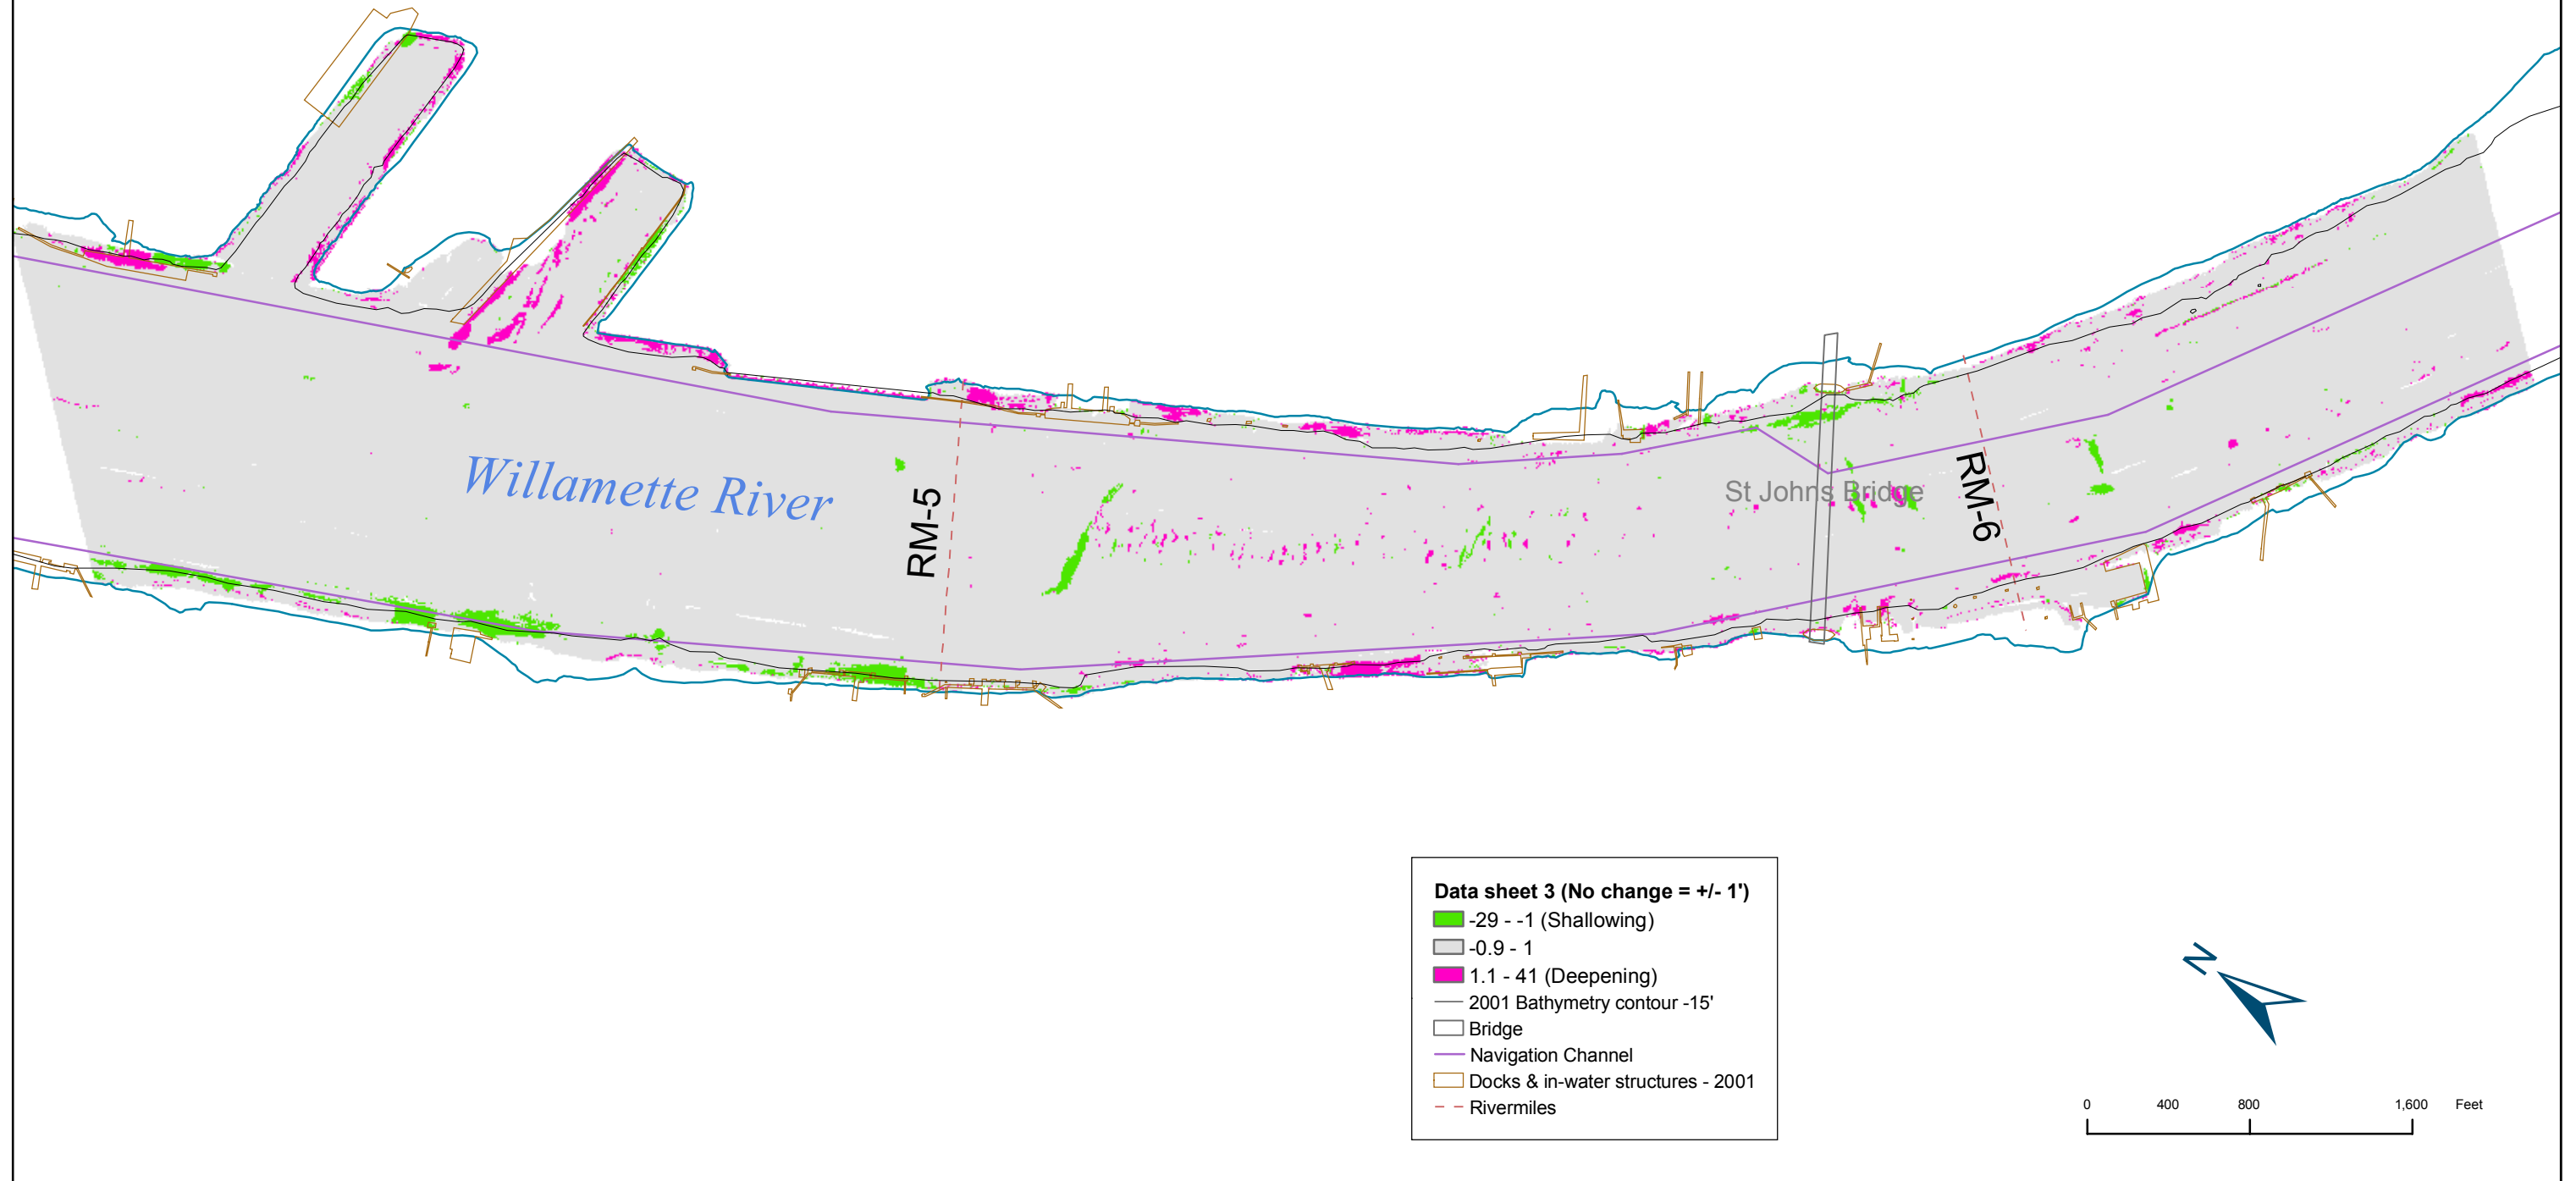 Willamette River
RM-5
St Johns Bridge
RM-6
Data sheet 3 (No change = +/- 1')
-29 - -1 (Shallowing)
-0.9 - 1
1.1 - 41 (Deepening)
2001 Bathymetry contour -15'
Bridge
Navigation Channel
Docks & in-water structures - 2001
Rivermiles
N
0 400 800 1,600 Feet